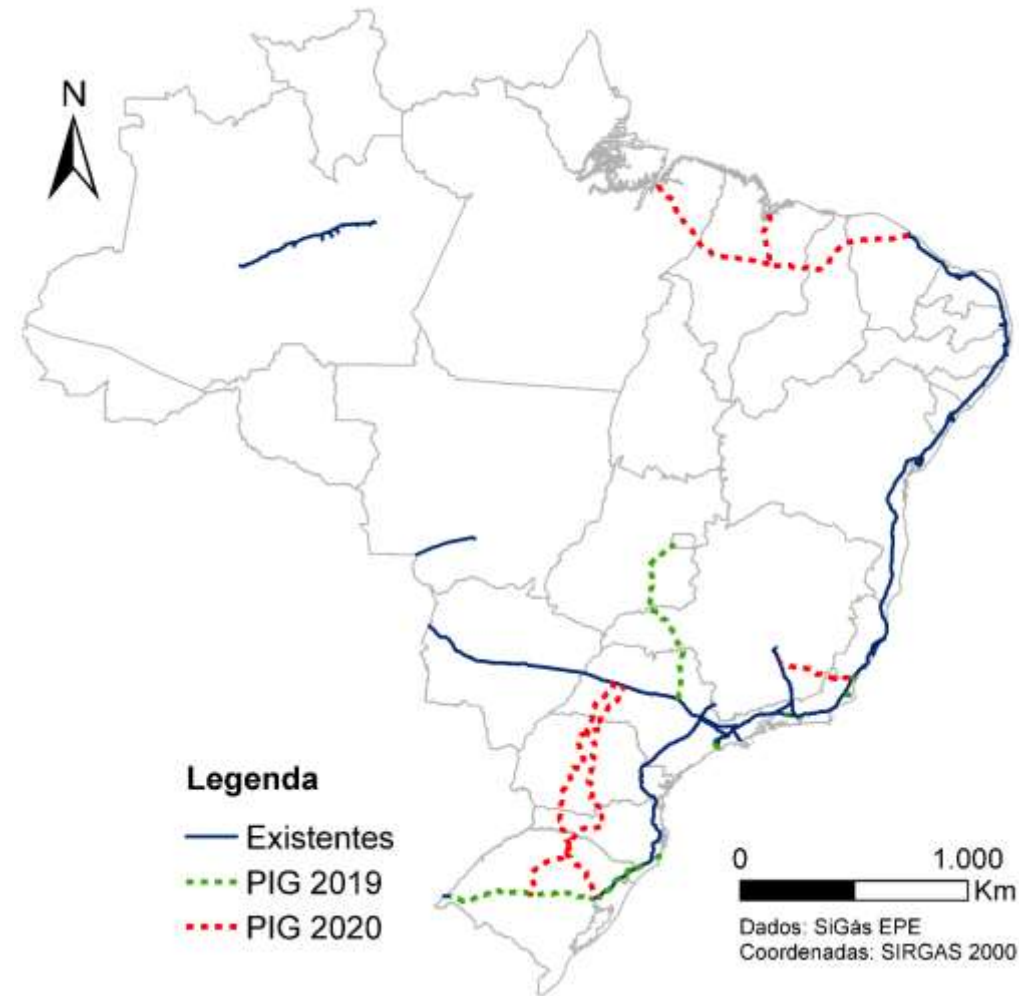 N
Legenda
Existentes
PIG 2019
PIG 2020
0 1.000
Km
Dados: SiGás EPE
Coordenadas: SIRGAS 2000